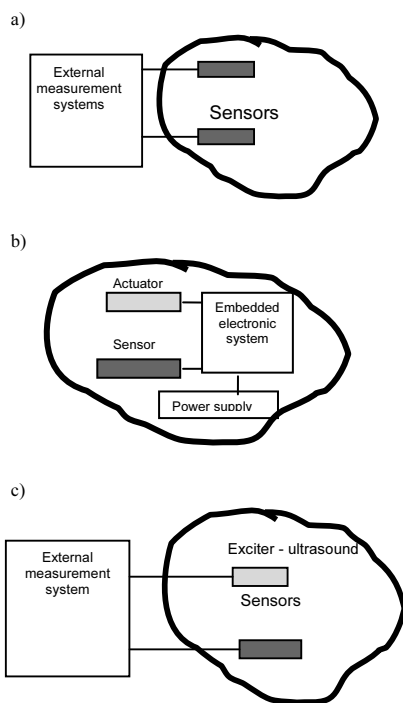 a)
External
measurement
systems
Sensors
b)
Actuator
Embedded
electronic
system
Sensor
Power supply
c)
External
measurement
system
Exciter - ultrasound
Sensors